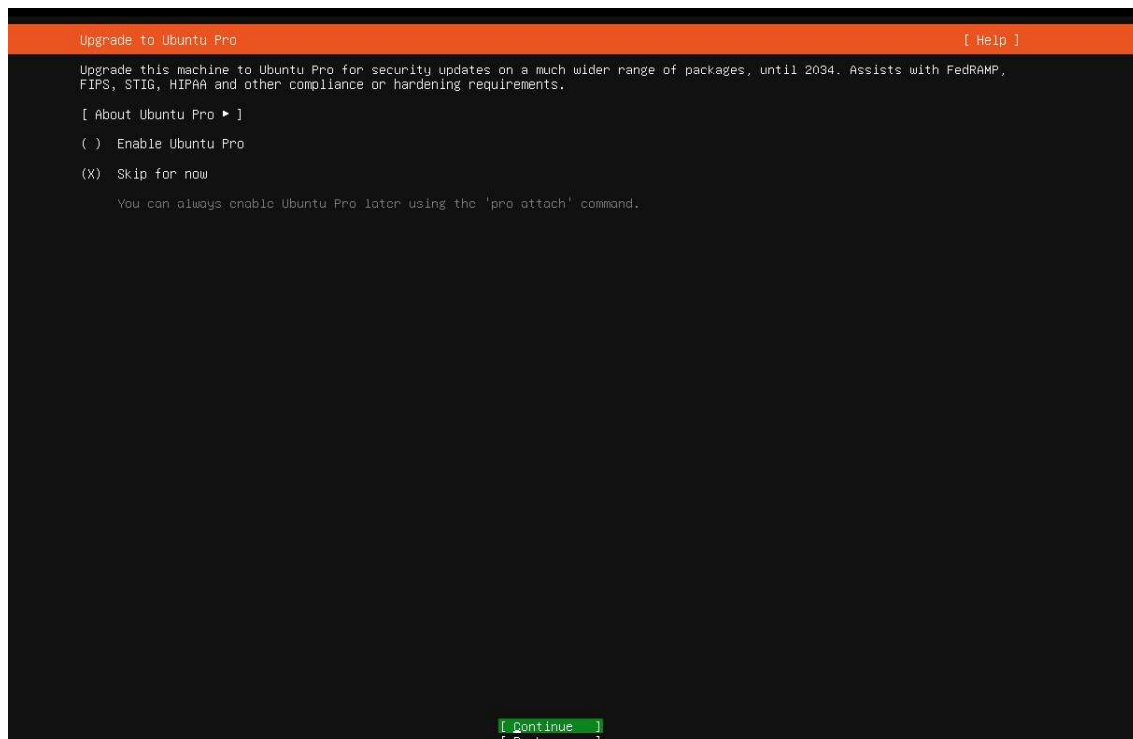 Upgrade to Ubuntu Pro [ Help ]
Upgrade this machine to Ubuntu Pro for security updates on a much wider range of packages, until 2034. Assists with FedRAMP,
FIPS, STIG, HIPAA and other compliance or hardening requirements.
[ About Ubuntu Pro ► ]
( ) Enable Ubuntu Pro
(X) Skip for now
You can always enable Ubuntu Pro later using the 'pro attach' command.
[ Continue ]